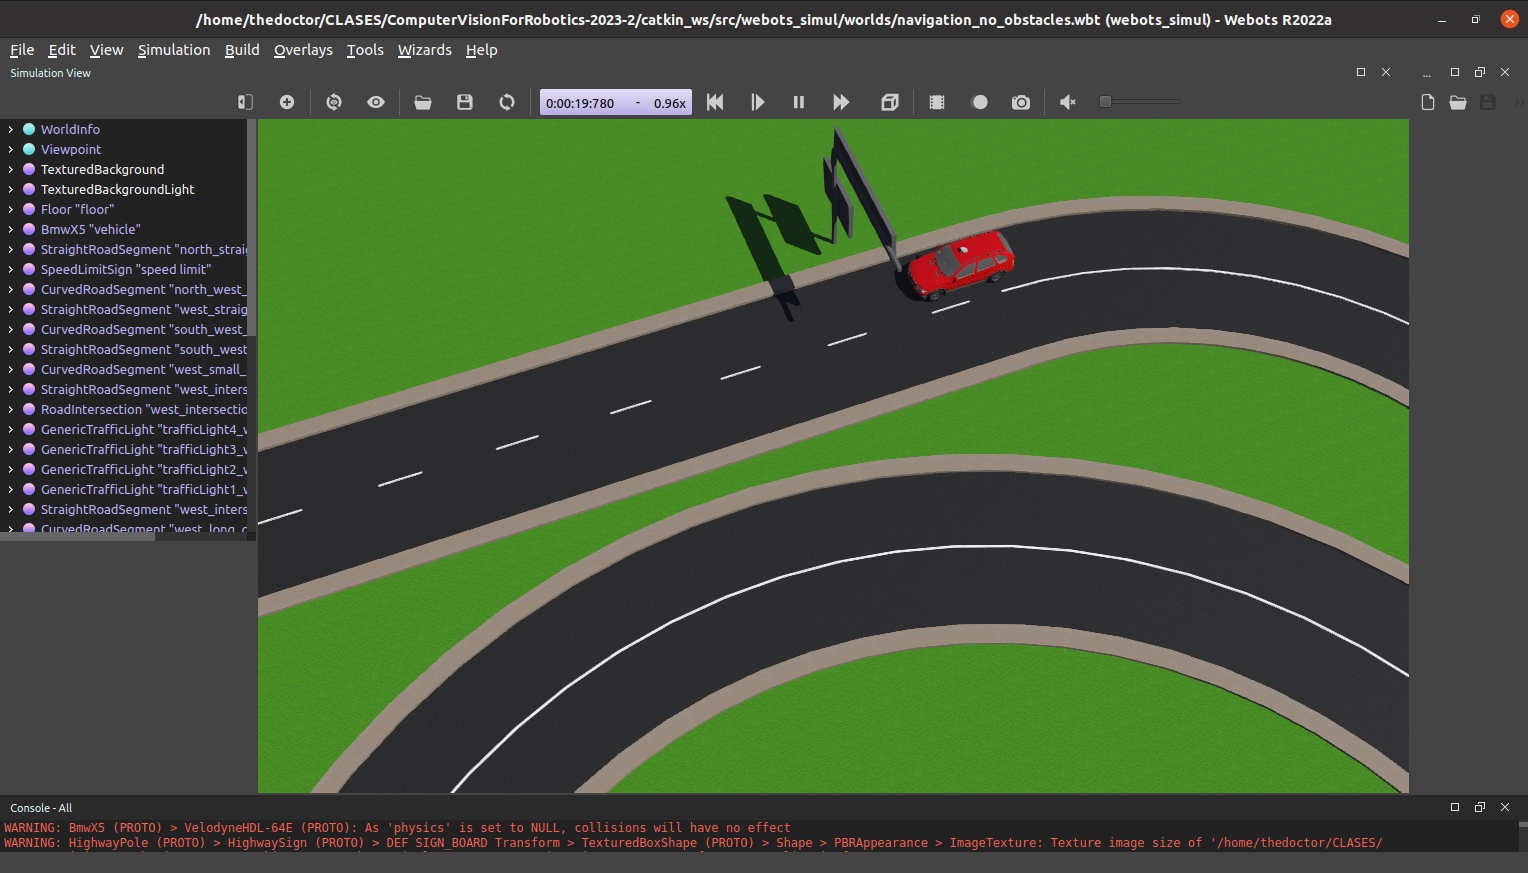 /home/thedoctor/CLASES/ComputerVisionForRobotics-2023-2/catkin_ws/src/webots_simul/worlds/navigation_no_obstacles.wbt (webots_simul) - Webots R2022a
File Edit View Simulation Build Overlays Tools Wizards Help
Simulation View
...
0:00:19:780 - 0.96x
WorldInfo
Viewpoint
TexturedBackground
TexturedBackgroundLight
Floor "floor"
BmwX5 "vehicle"
StraightRoadSegment "north_straig
SpeedLimitSign "speed limit"
CurvedRoadSegment "north_west_
StraightRoadSegment "west_straig
CurvedRoadSegment "south_west_
StraightRoadSegment "south_west
CurvedRoadSegment "west_small_
StraightRoadSegment "west_inters
RoadIntersection "west_intersectio
GenericTrafficLight "trafficLight4_w
GenericTrafficLight "trafficLight3_w
GenericTrafficLight "trafficLight2_w
GenericTrafficLight "trafficLight1_w
StraightRoadSegment "west_inters
CurvedRoadSegment "west_long_c
Console - All
WARNING: BmwX5 (PROTO) > VelodyneHDL-64E (PROTO): As 'physics' is set to NULL, collisions will have no effect
WARNING: HighwayPole (PROTO) > HighwaySign (PROTO) > DEF SIGN_BOARD Transform > TexturedBoxShape (PROTO) > Shape > PBRAppearance > ImageTexture: Texture image size of '/home/thedoctor/CLASES/